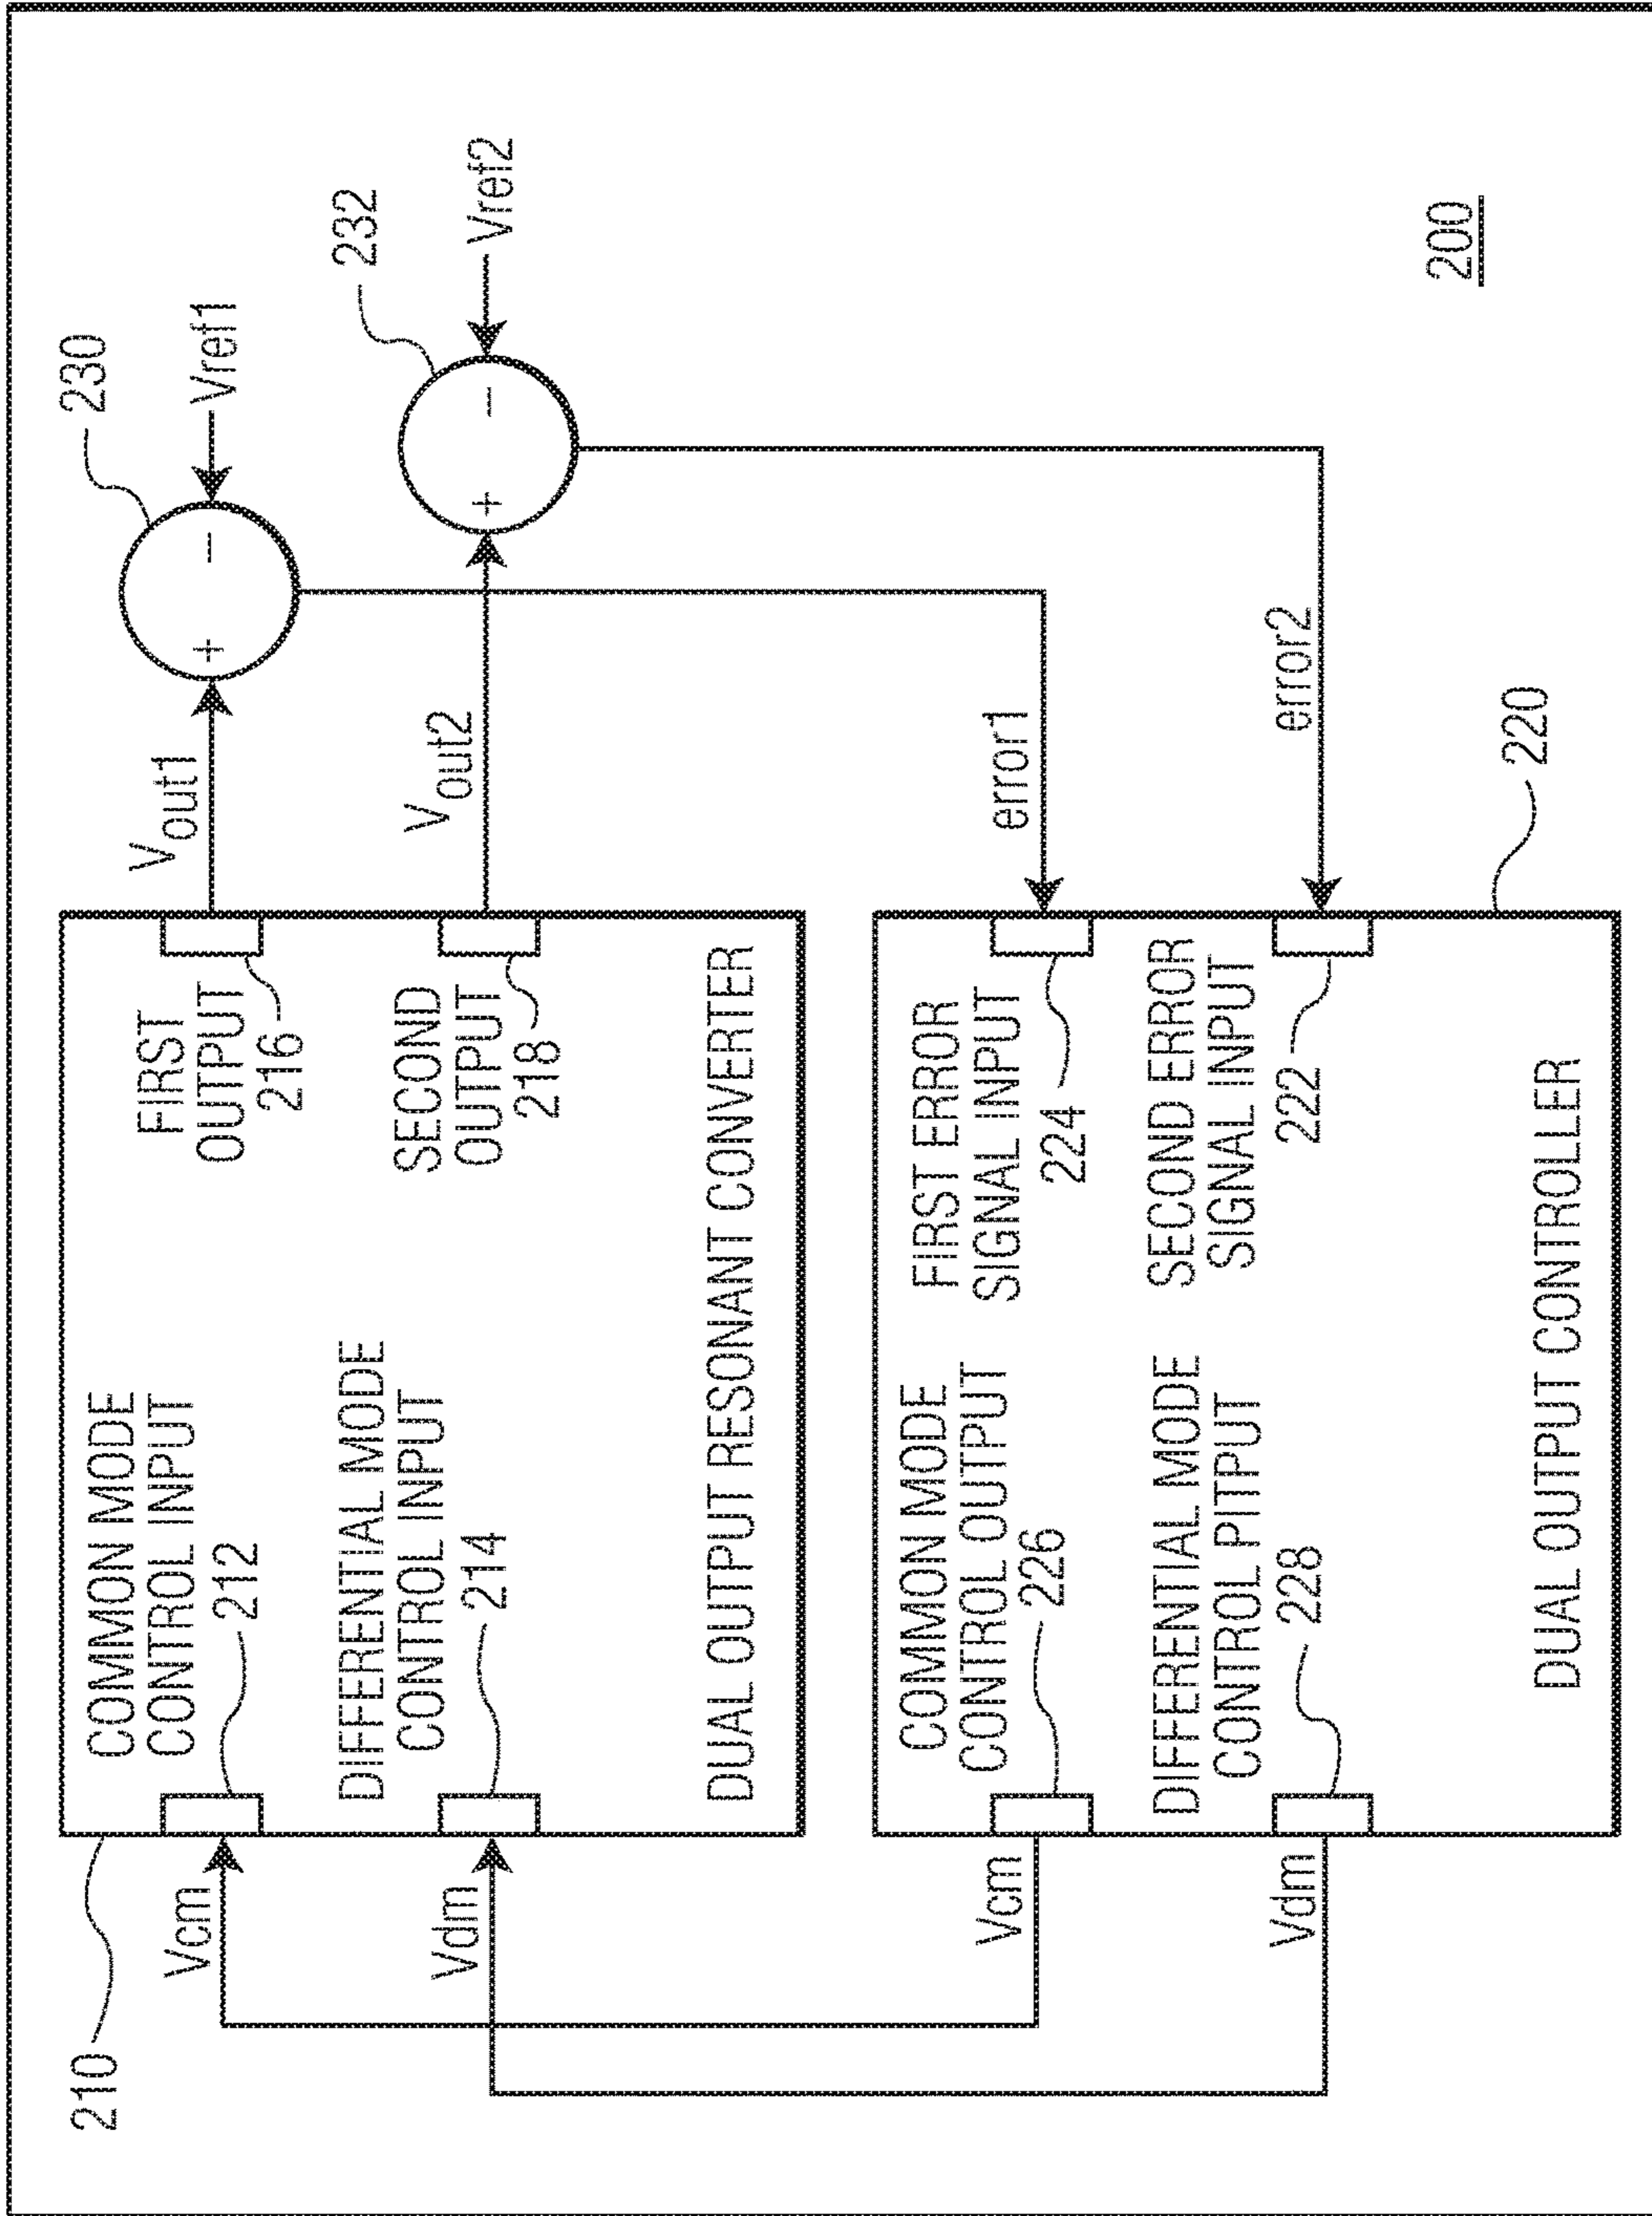 210
Vcm
COMMON MODE
CONTROL INPUT
212
FIRST
OUTPUT
216
Vout1
230
+
−
Vref1
Vdm
DIFFERENTIAL MODE
CONTROL INPUT
214
SECOND
OUTPUT
218
Vout2
232
+
−
Vref2
DUAL OUTPUT RESONANT CONVERTER
Vcm
COMMON MODE
CONTROL OUTPUT
226
FIRST ERROR
SIGNAL INPUT
224
error1
Vdm
DIFFERENTIAL MODE
CONTROL PITPUT
228
SECOND ERROR
SIGNAL INPUT
222
error2
DUAL OUTPUT CONTROLLER
220
200